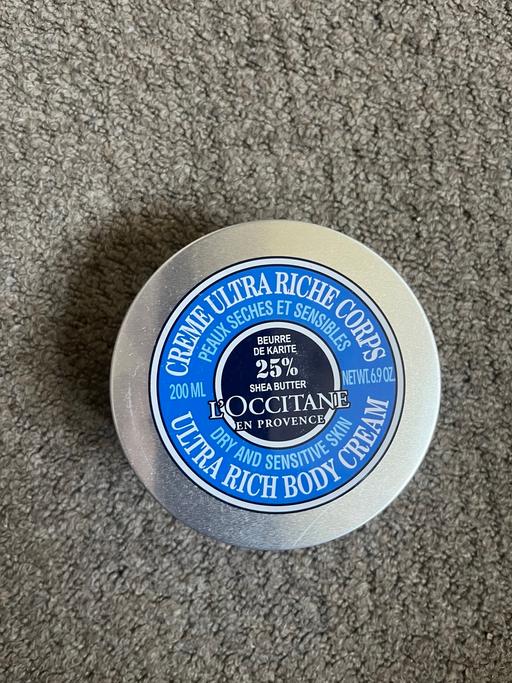 CREME ULTRA RICHE CORPS
PEAUX SECHES ET SENSIBLES
BEURRE
DE KARITE
25%
SHEA BUTTER
200 ML
NET WT. 6.9 OZ.
L'OCCITANE
EN PROVENCE
DRY AND SENSITIVE SKIN
ULTRA RICH BODY CREAM